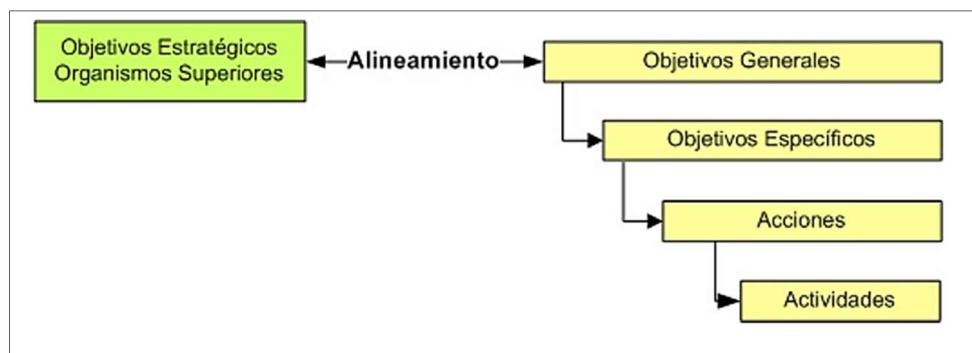 Objetivos Estratégicos
Organismos Superiores
Alineamiento
Objetivos Generales
Objetivos Específicos
Acciones
Actividades